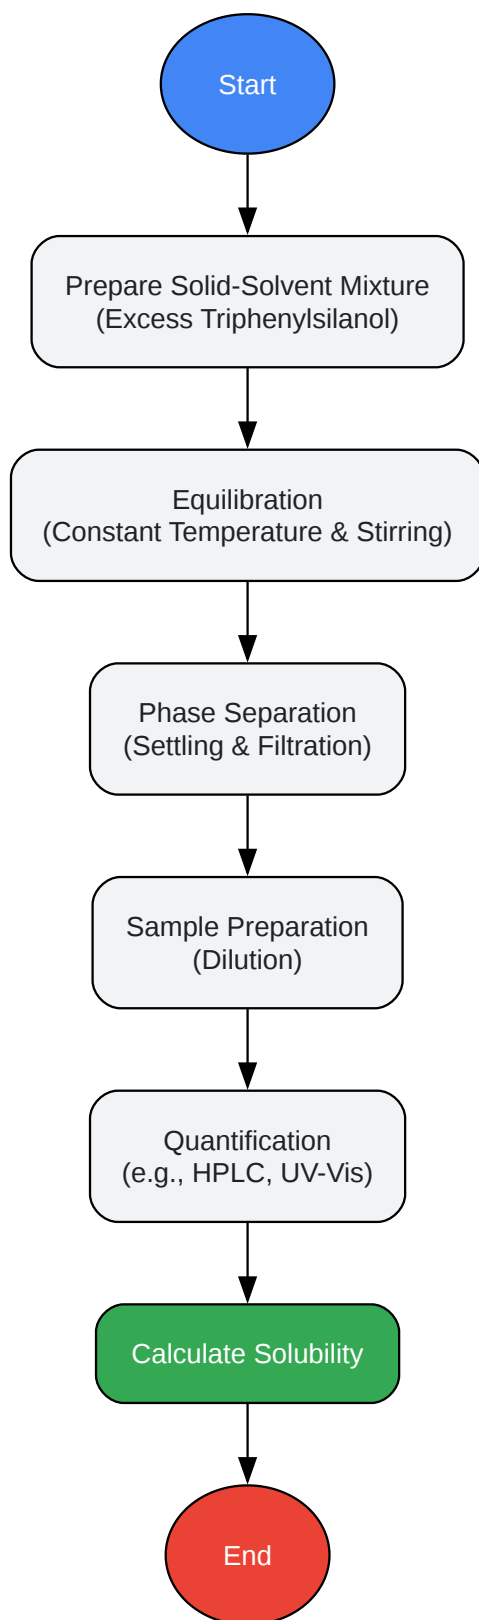 Start
Prepare Solid-Solvent Mixture
(Excess Triphenylsilanol)
Equilibration
(Constant Temperature & Stirring)
Phase Separation
(Settling & Filtration)
Sample Preparation
(Dilution)
Quantification
(e.g., HPLC, UV-Vis)
Calculate Solubility
End